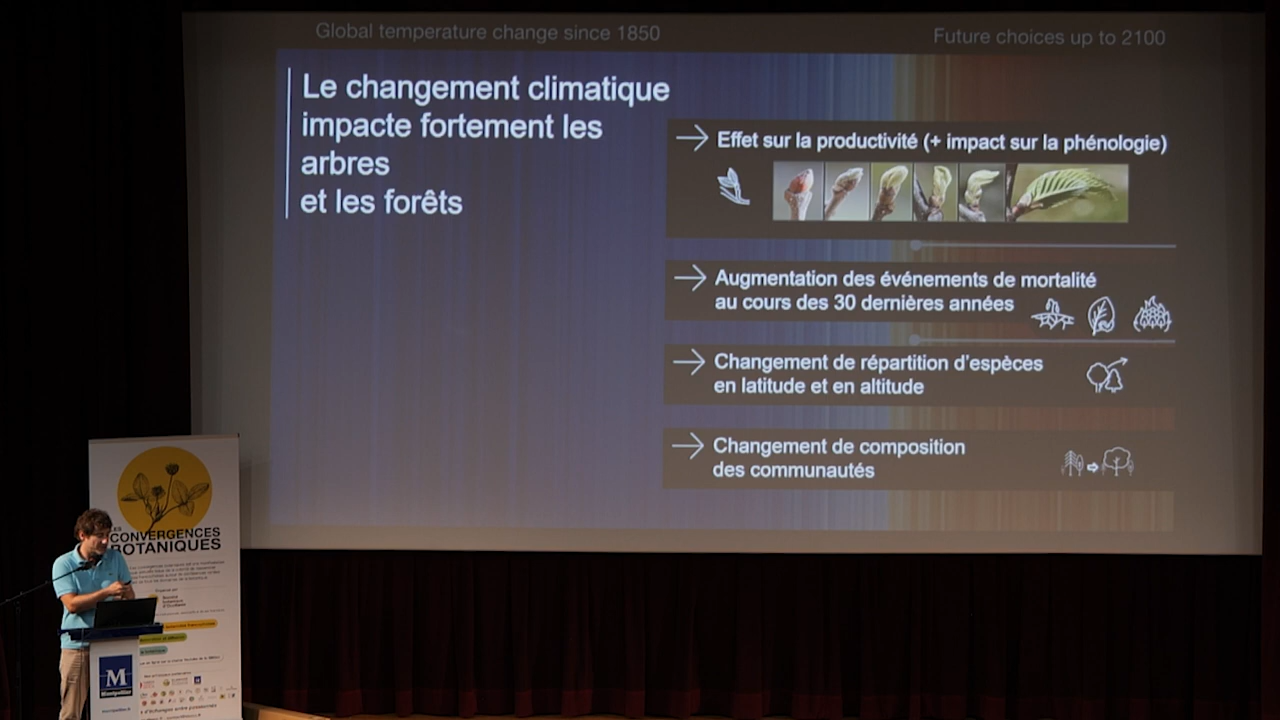 Global temperature change since 1850
Future choices up to 2100
Le changement climatique
impacte fortement les
arbres
et les forêts
Effet sur la productivité (+ impact sur la phénologie)
Augmentation des événements de mortalité
au cours des 30 dernières années
Changement de répartition d'espèces
en latitude et en altitude
Changement de composition
des communautés
LES
CONVERGENCES
BOTANIQUES
M
Montpellier